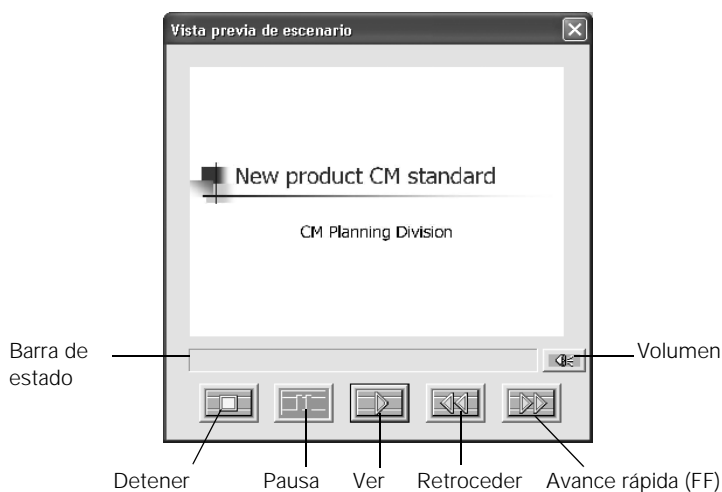 Vista previa de escenario
New product CM standard
CM Planning Division
Barra de
estado
Volumen
Detener
Pausa
Ver
Retroceder
Avance rápida (FF)